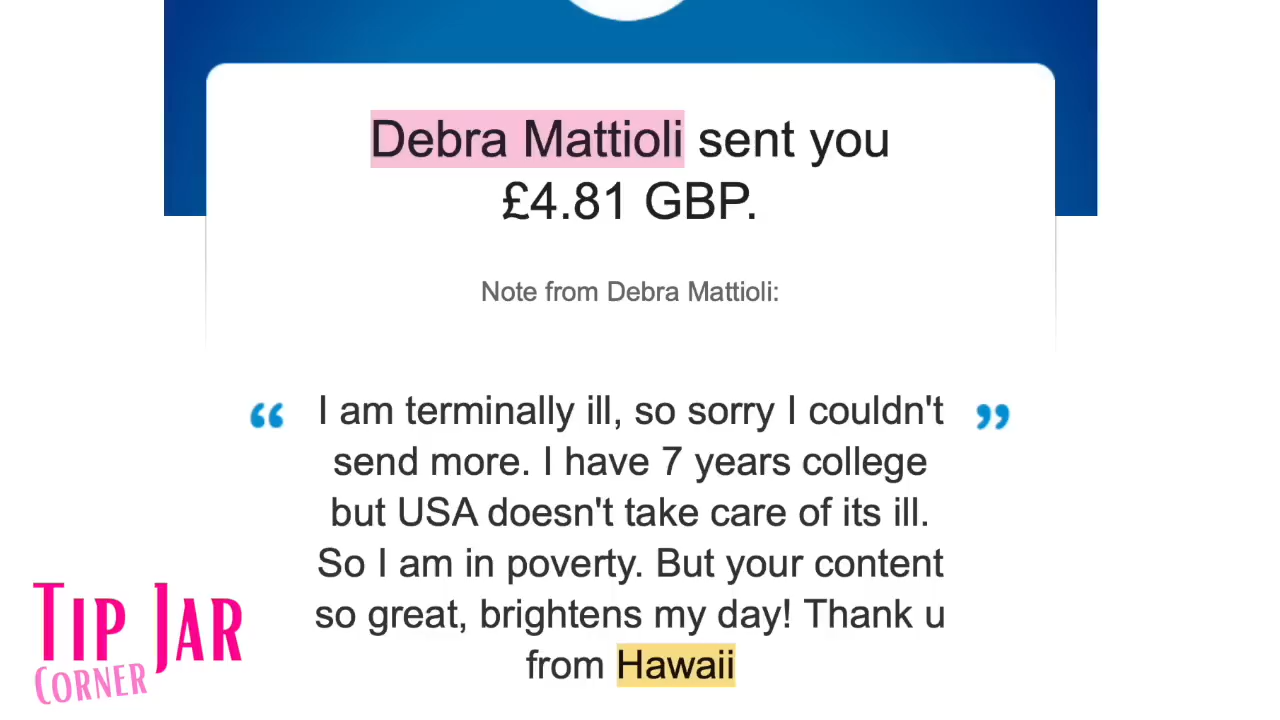 Debra Mattioli sent you
£4.81 GBP.
Note from Debra Mattioli:
“ I am terminally ill, so sorry I couldn't ”
send more. I have 7 years college
but USA doesn't take care of its ill.
So I am in poverty. But your content
so great, brightens my day! Thank u
from Hawaii
TIP JAR
CORNER